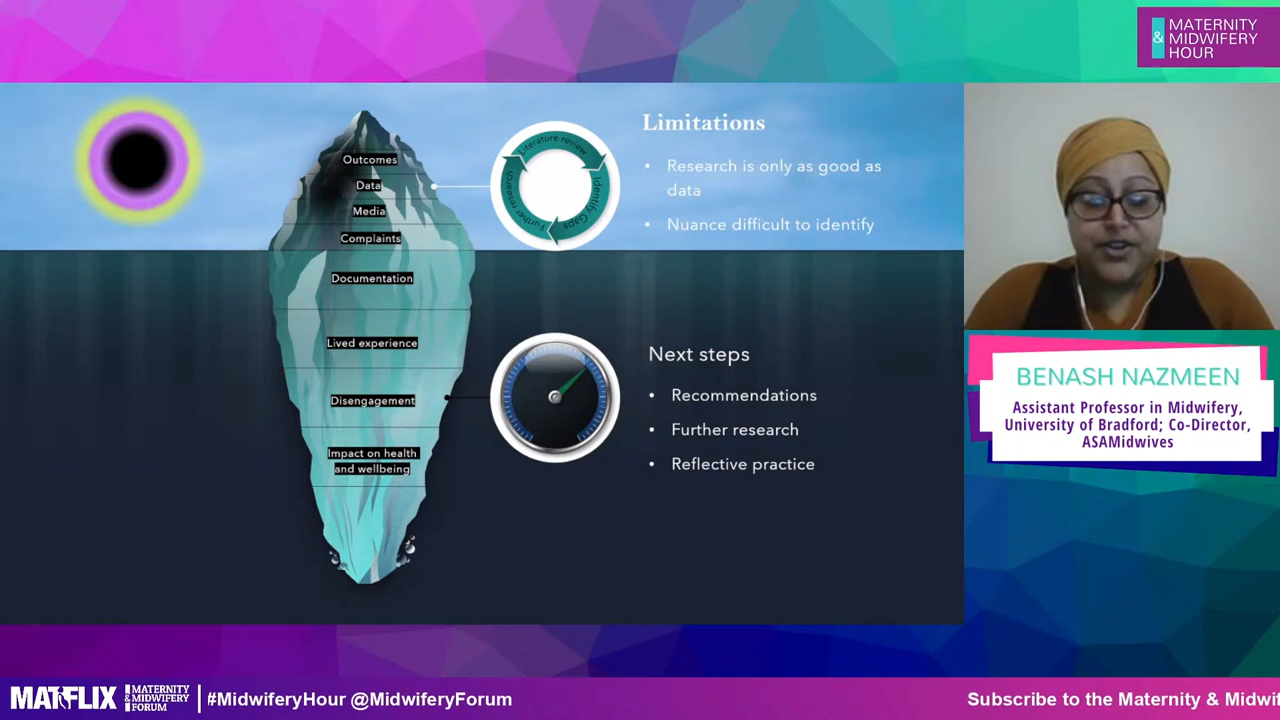 &
MATERNITY
MIDWIFERY
HOUR
Outcomes
Data
Media
Complaints
Documentation
Lived experience
Disengagement
Impact on health
and wellbeing
Literature review
Identify Gaps
Further research
Limitations
• Research is only as good as
data
• Nuance difficult to identify
Next steps
• Recommendations
• Further research
• Reflective practice
BENASH NAZMEEN
Assistant Professor in Midwifery,
University of Bradford; Co-Director,
ASAMidwives
MATFLIX
MATERNITY
& MIDWIFERY
FORUM
#MidwiferyHour @MidwiferyForum
Subscribe to the Maternity & Midwif